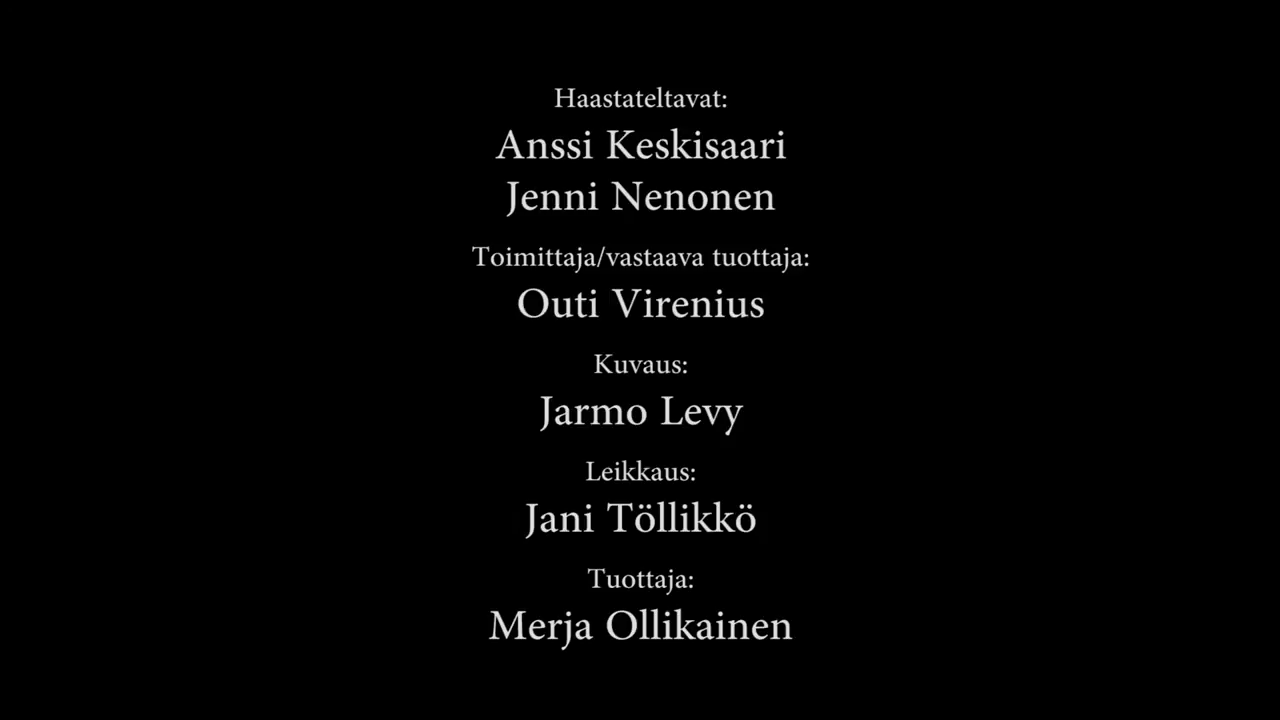 Haastateltavat:
Anssi Keskisaari
Jenni Nenonen
Toimittaja/vastaava tuottaja:
Outi Virenius
Kuvaus:
Jarmo Levy
Leikkaus:
Jani Töllikkö
Tuottaja:
Merja Ollikainen